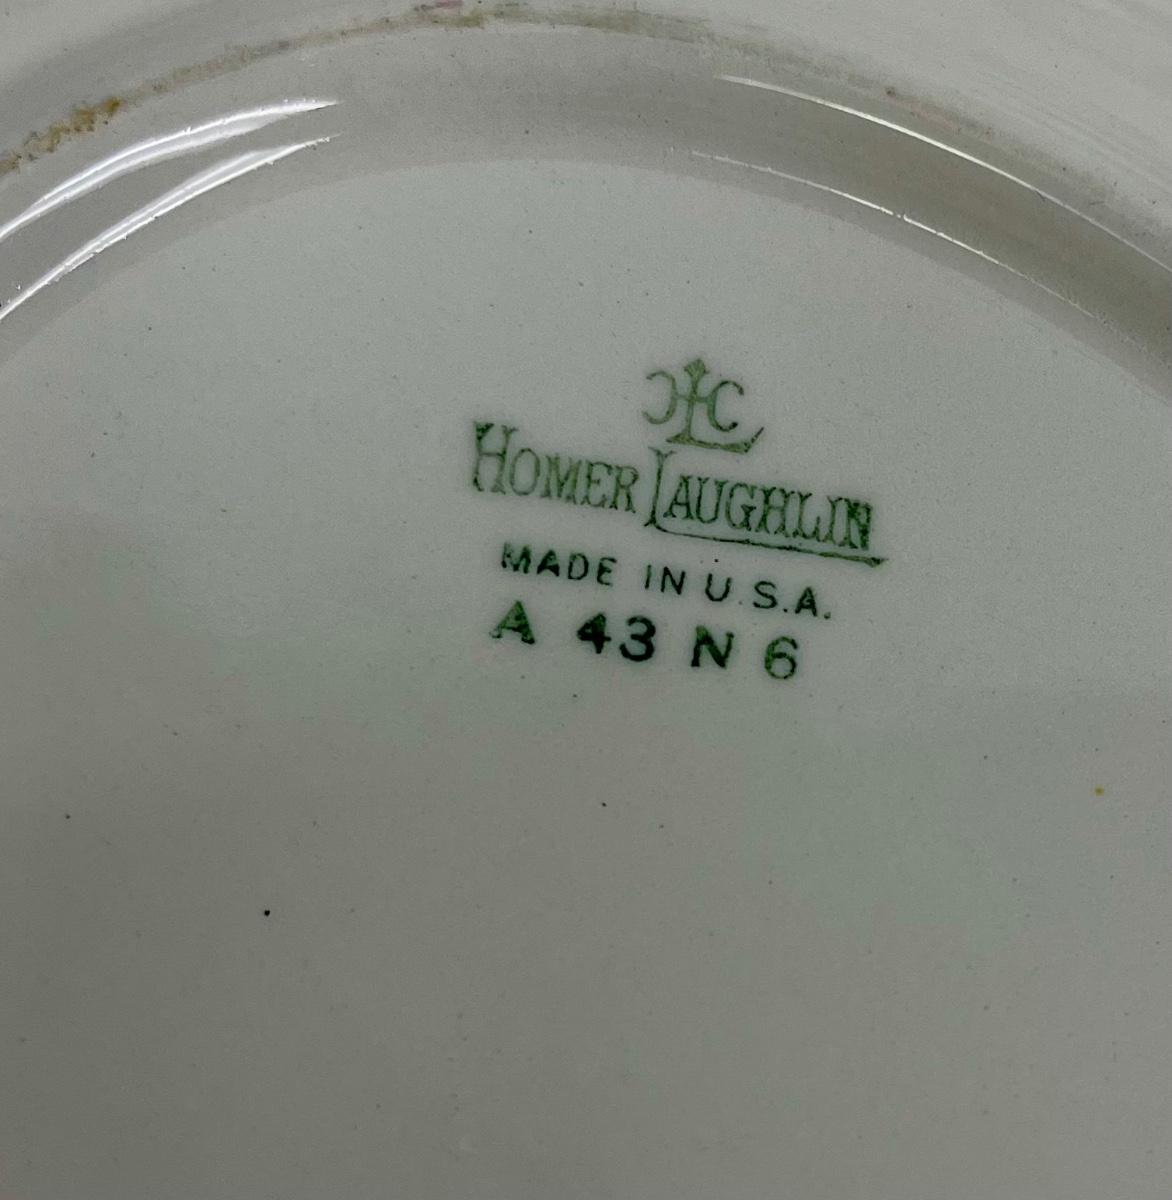 HLC
HOMER LAUGHLIN
MADE IN U.S.A.
A 43 N 6